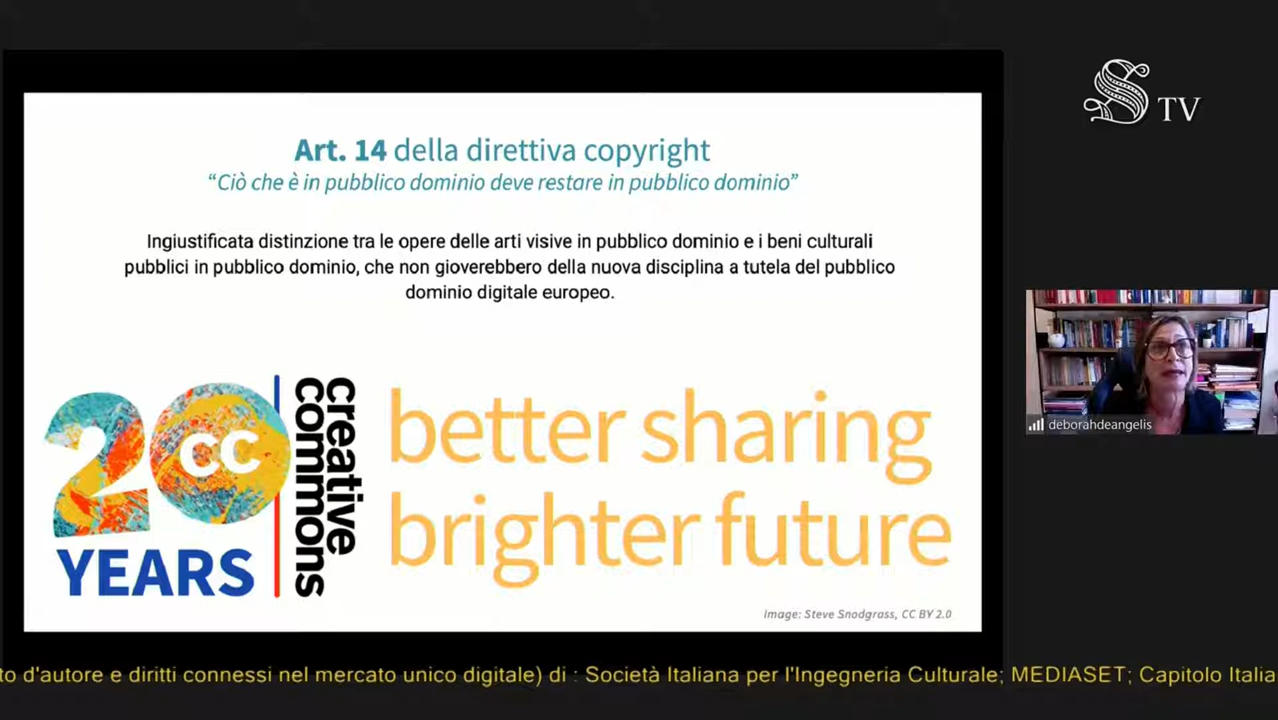 S TV
Art. 14 della direttiva copyright
“Ciò che è in pubblico dominio deve restare in pubblico dominio”
Ingiustificata distinzione tra le opere delle arti visive in pubblico dominio e i beni culturali
pubblici in pubblico dominio, che non gioverebbero della nuova disciplina a tutela del pubblico
dominio digitale europeo.
20
CC
YEARS
creative
commons
better sharing
brighter future
Image: Steve Snodgrass, CC BY 2.0
deborahdeangelis
to d'autore e diritti connessi nel mercato unico digitale) di : Società Italiana per l'Ingegneria Culturale; MEDIASET; Capitolo Italia